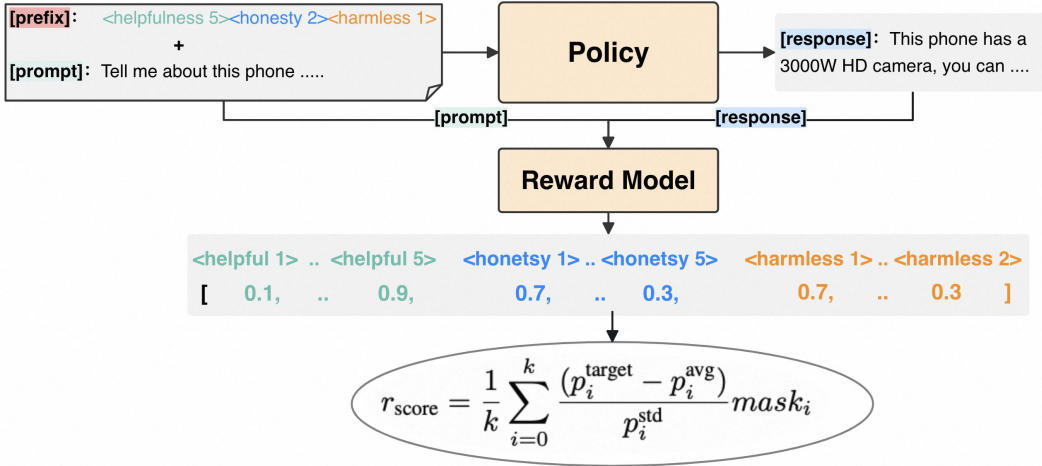 [prefix]: <helpfulness 5><honesty 2><harmless 1>
+
[prompt]: Tell me about this phone .....
Policy
[response]: This phone has a
3000W HD camera, you can ....
[prompt]
[response]
Reward Model
<helpful 1> .. <helpful 5> <honetsy 1> .. <honetsy 5> <harmless 1> .. <harmless 2>
[ 0.1, .. 0.9, 0.7, .. 0.3, 0.7, .. 0.3 ]
r_score = \frac{1}{k} \sum_{i=0}^{k} \frac{(p_i^{target} - p_i^{avg})}{p_i^{std}} mask_i